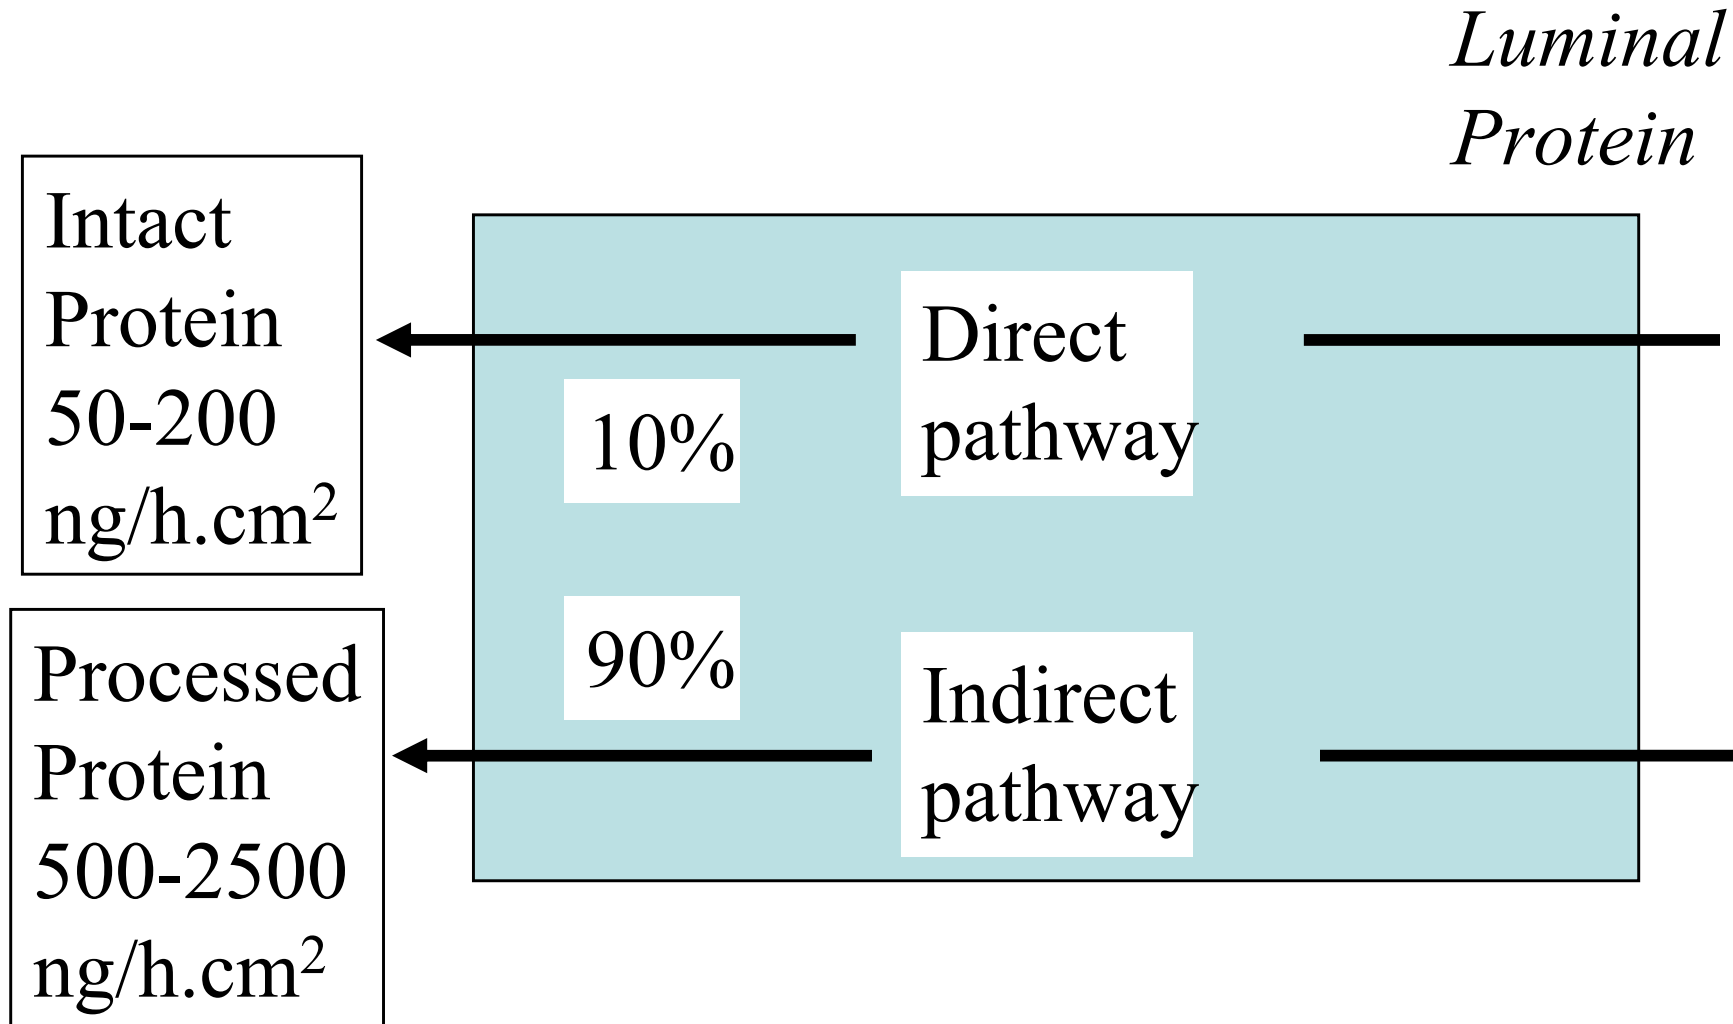 Luminal
Protein
Intact
Protein
50-200
ng/h.cm²
Direct
pathway
10%
90%
Processed
Protein
500-2500
ng/h.cm²
Indirect
pathway